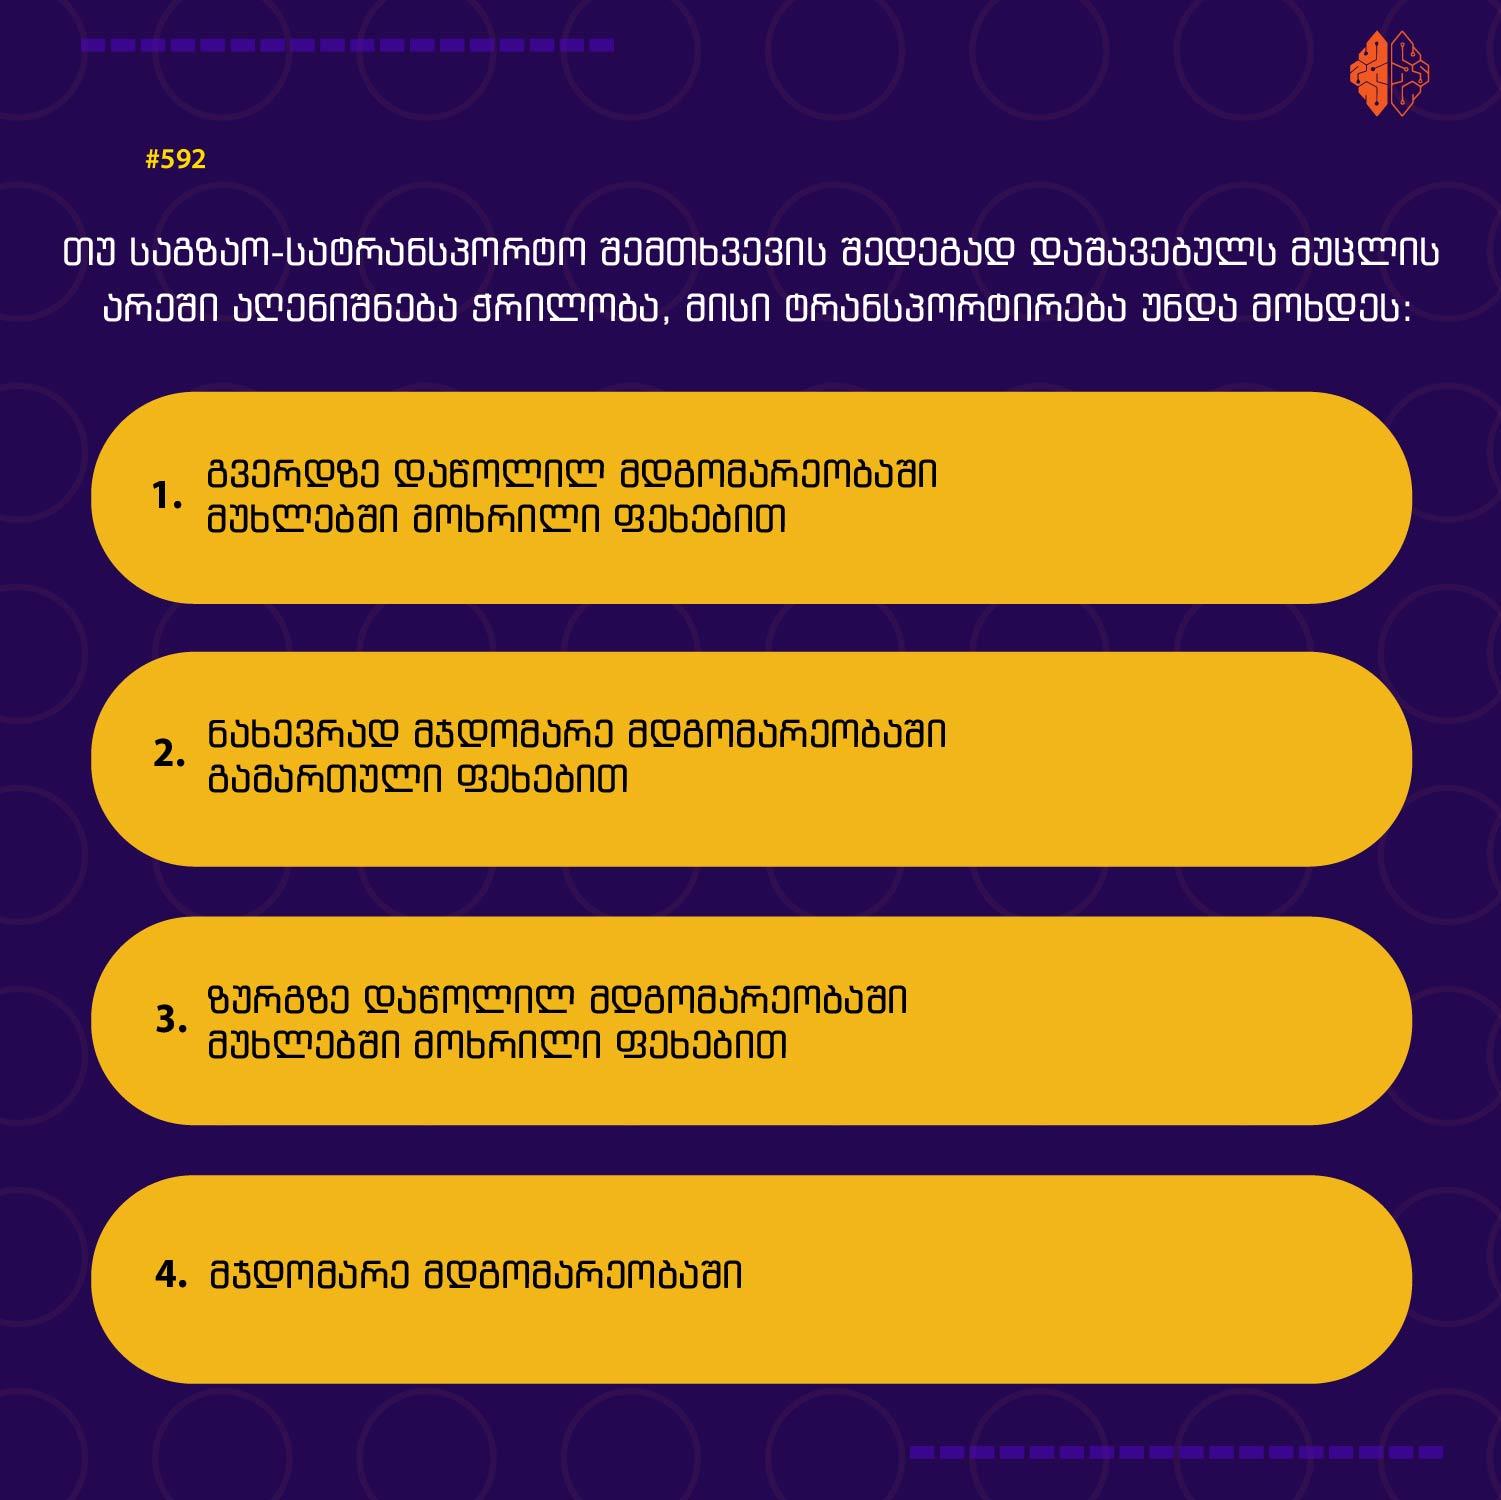 #592
თუ საგზაო-სატრანსპორტო შემთხვევის შედეგად დაშავებულს მუცლის
არეში აღენიშნება ჭრილობა, მისი ტრანსპორტირება უნდა მოხდეს:
1. გვერდზე დაწოლილ მდგომარეობაში
მუხლებში მოხრილი ფეხებით
2. ნახევრად მჯდომარე მდგომარეობაში
გამართული ფეხებით
3. ზურგზე დაწოლილ მდგომარეობაში
მუხლებში მოხრილი ფეხებით
4. მჯდომარე მდგომარეობაში